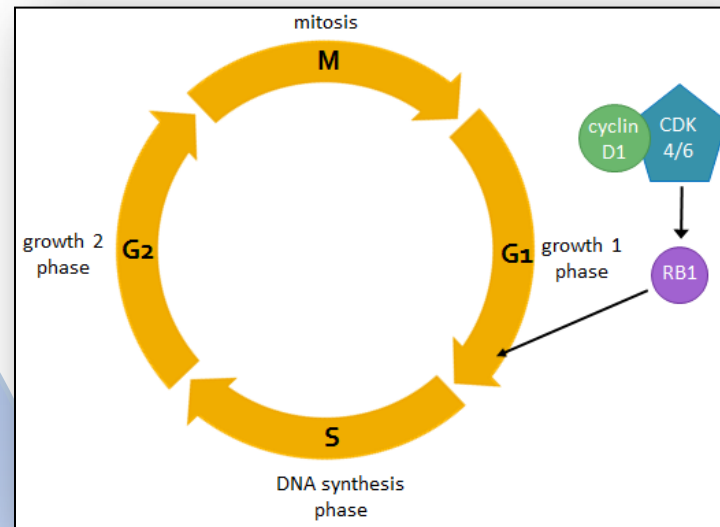 mitosis
M
cyclin
D1
CDK
4/6
growth 2
phase
G2
G1
growth 1
phase
RB1
S
DNA synthesis
phase